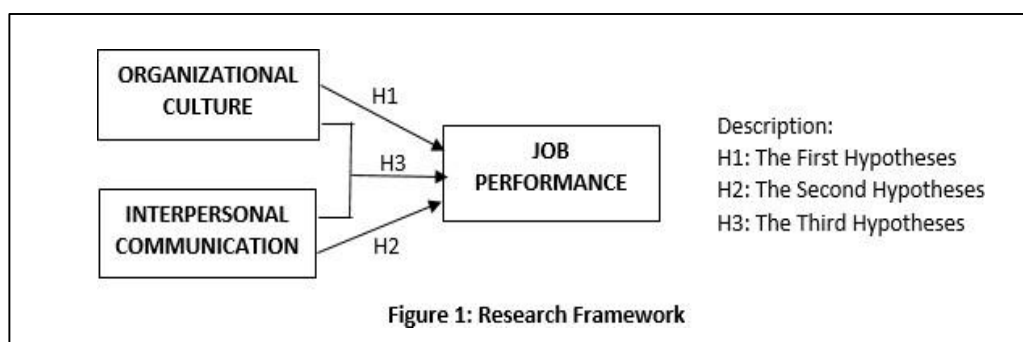 ORGANIZATIONAL
CULTURE
H1
JOB
PERFORMANCE
H3
INTERPERSONAL
COMMUNICATION
H2
Description:
H1: The First Hypotheses
H2: The Second Hypotheses
H3: The Third Hypotheses
Figure 1: Research Framework